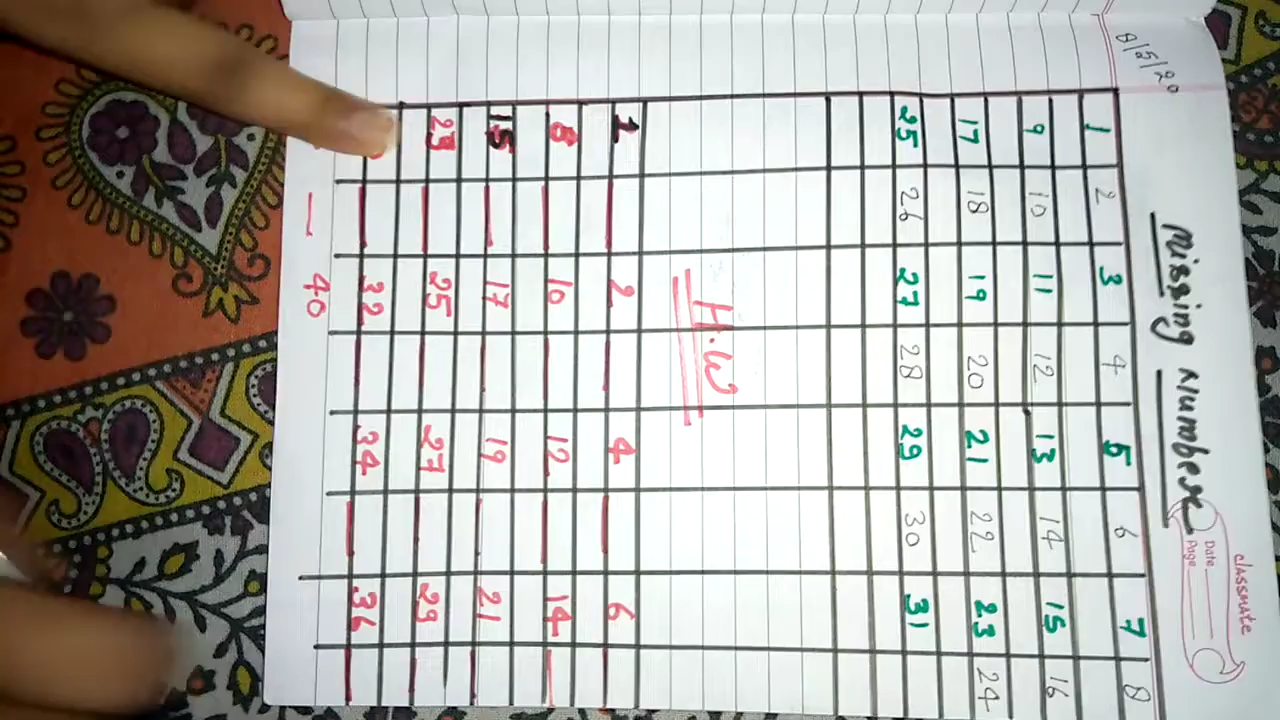 classmate
Date
Page
8/5/20
Missing Number
1 2 3 4 5 6 7 8
9 10 11 12 13 14 15 16
17 18 19 20 21 22 23 24
25 26 27 28 29 30 31
H.W
2 4 6
8 10 12 14
15 17 19 21
23 25 27 29
32 34 36
40